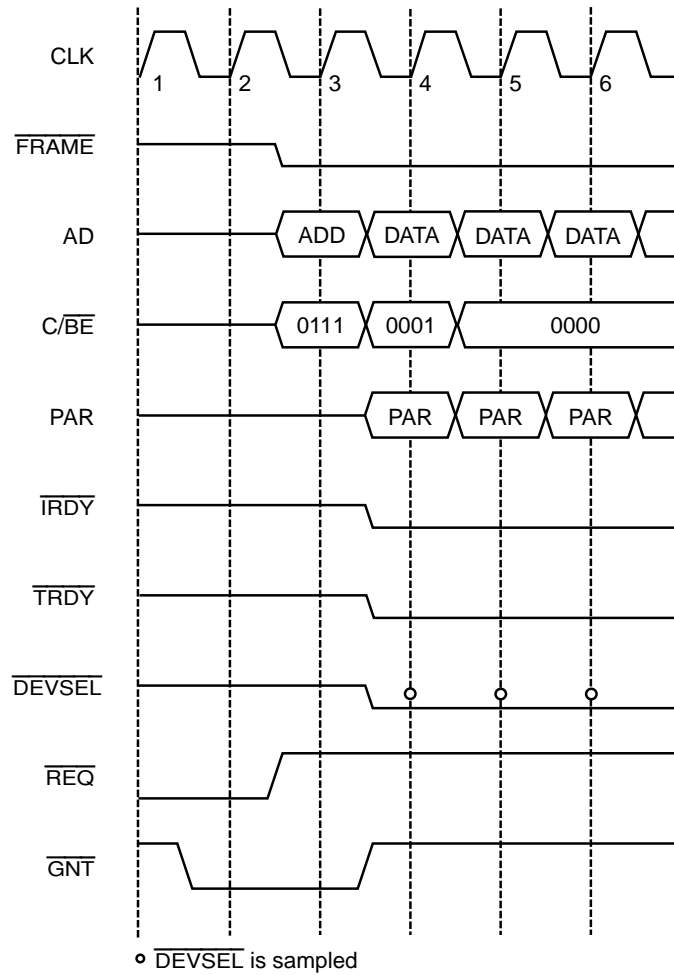 CLK
1 2 3 4 5 6
FRAME
AD ADD DATA DATA DATA
C/BE 0111 0001 0000
PAR PAR PAR PAR
IRDY
TRDY
DEVSEL
REQ
GNT
DEVSEL is sampled